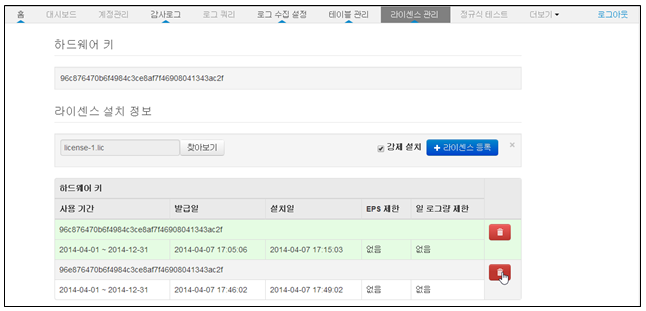 홈 대시보드 계정관리 감사로그 로그 쿼리 로그 수집 설정 테이블 관리 라이센스 관리 정규식 테스트 더보기 로그아웃
하드웨어 키
96c876470b6f4984c3ce8af7f46908041343ac2f
라이센스 설치 정보
license-1.lic 찾아보기 강제 설치 + 라이센스 등록 ×
하드웨어 키
사용 기간 발급일 설치일 EPS 제한 일 로그량 제한
96c876470b6f4984c3ce8af7f46908041343ac2f
2014-04-01 ~ 2014-12-31 2014-04-07 17:05:06 2014-04-07 17:15:03 없음 없음
96e876470b6f4984c3ce8af7f46908041343ac2f
2014-04-01 ~ 2014-12-31 2014-04-07 17:46:02 2014-04-07 17:49:02 없음 없음